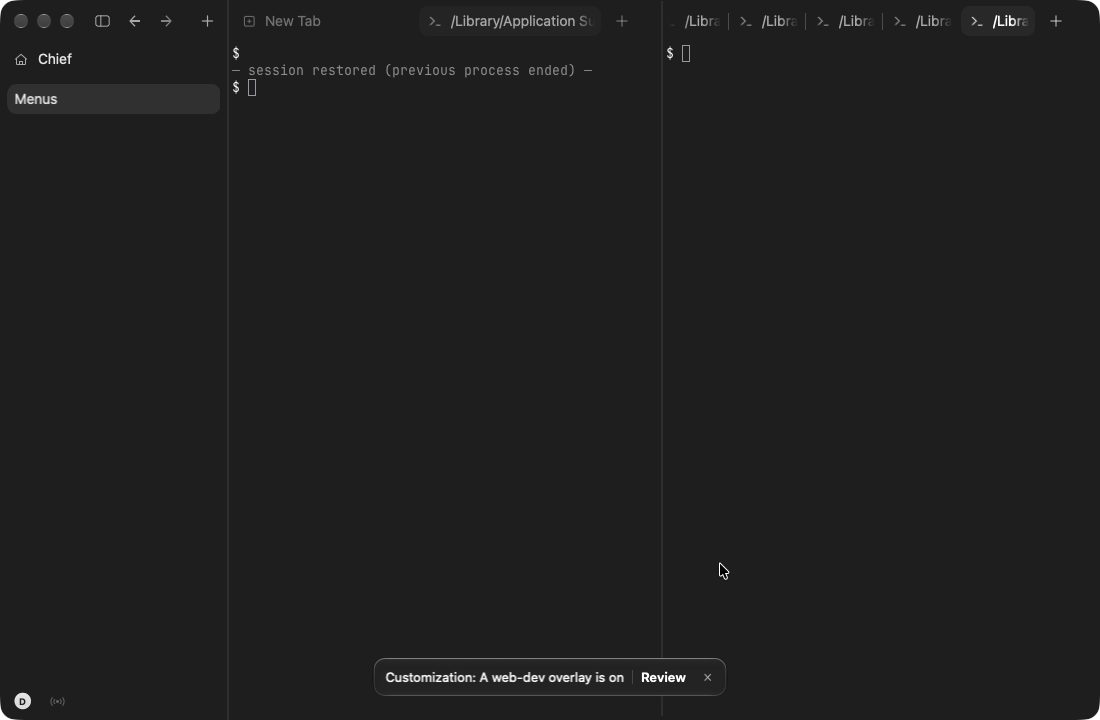 Chief
Menus
D
New Tab
>_ /Library/Application Su
$
— session restored (previous process ended) —
$
/Libra
>_ /Libra
>_ /Libra
>_ /Libra
>_ /Libra
$
Customization: A web-dev overlay is on
Review